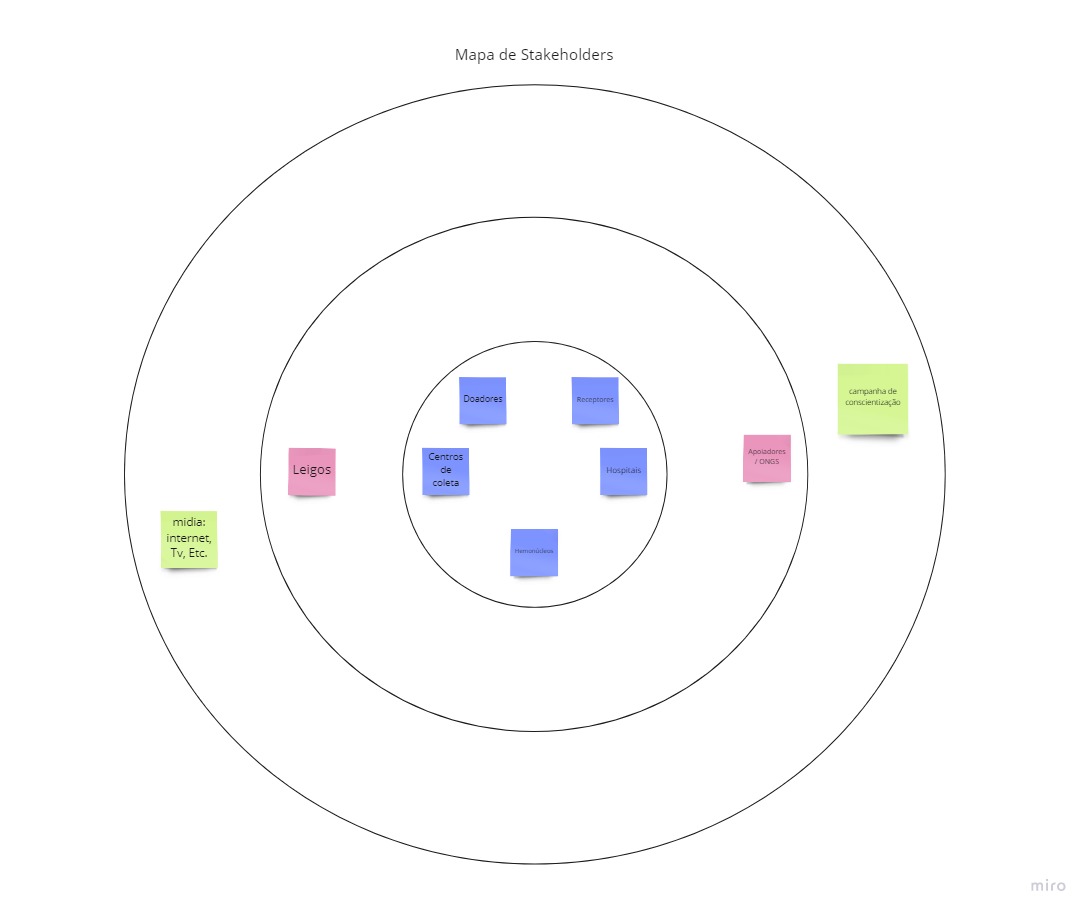 Mapa de Stakeholders
campanha de
conscientização
Doadores
Receptores
Centros
de
coleta
Hospitais
Apoiadores
/ ONGS
Leigos
mídia:
internet,
Tv, Etc.
Hemonúcleos
miro